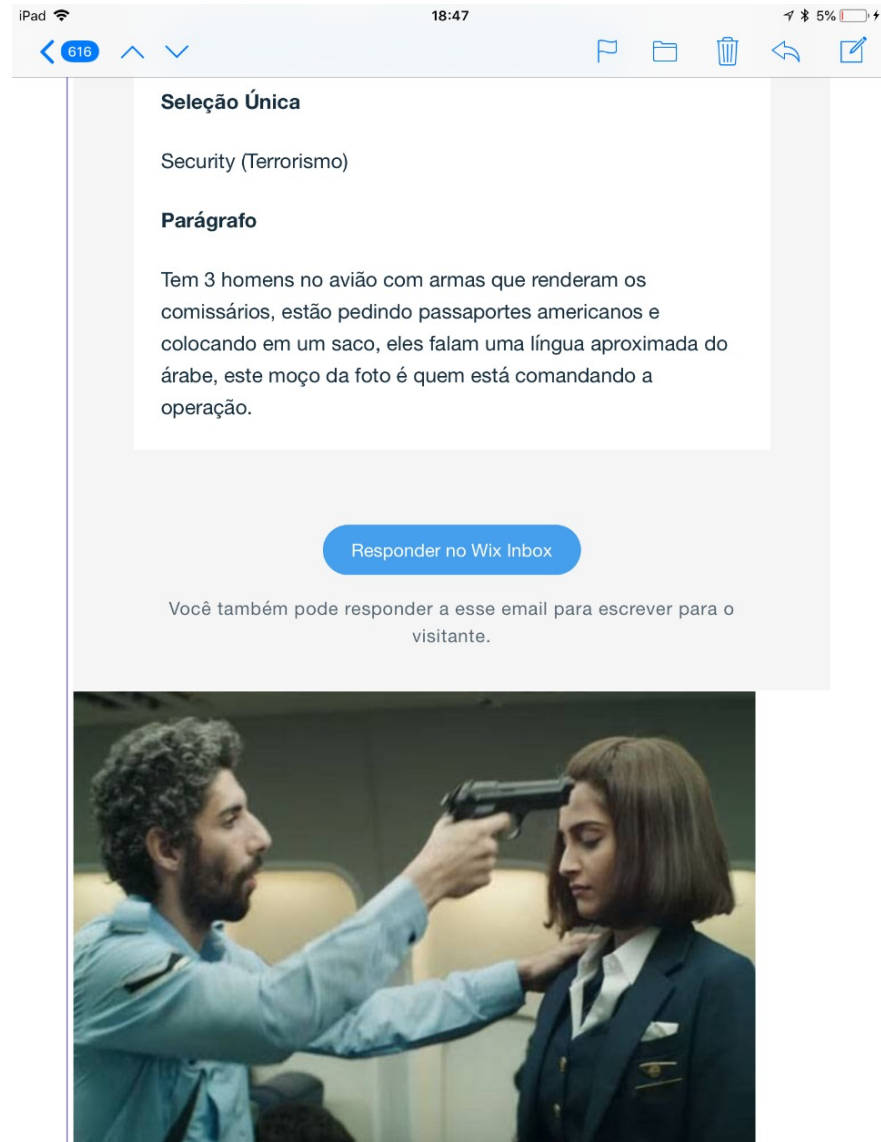 iPad 18:47 5%
616
Seleção Única
Security (Terrorismo)
Parágrafo
Tem 3 homens no avião com armas que renderam os
comissários, estão pedindo passaportes americanos e
colocando em um saco, eles falam uma língua aproximada do
árabe, este moço da foto é quem está comandando a
operação.
Responder no Wix Inbox
Você também pode responder a esse email para escrever para o
visitante.